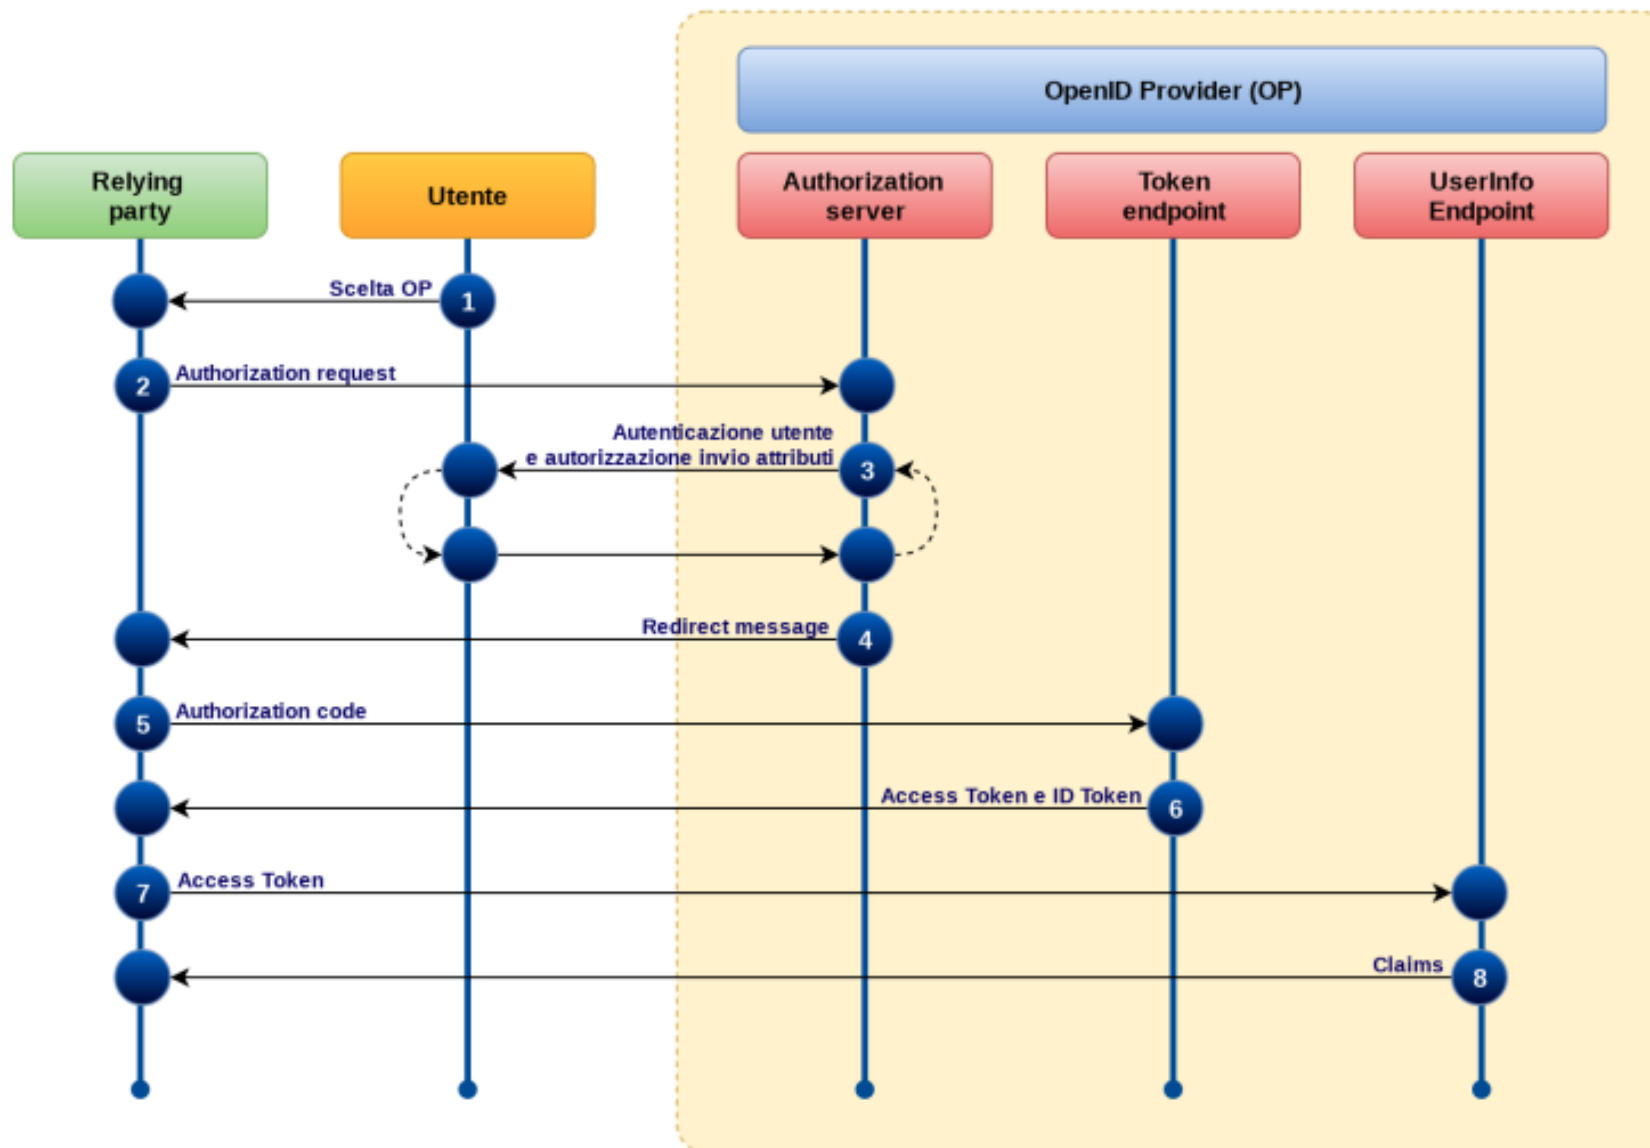 OpenID Provider (OP)
Relying
party
Utente
Authorization
server
Token
endpoint
UserInfo
Endpoint
Scelta OP
1
2
Authorization request
Autenticazione utente
e autorizzazione invio attributi
3
Redirect message
4
5
Authorization code
Access Token e ID Token
6
7
Access Token
Claims
8